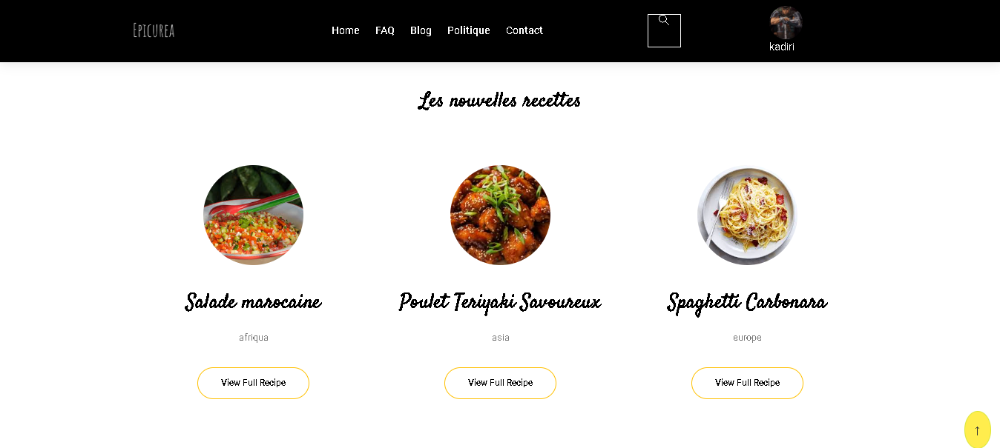 Epicurea
Home FAQ Blog Politique Contact
kadiri
Les nouvelles recettes
Salade marocaine
Poulet Teriyaki Savoureux
Spaghetti Carbonara
afriqua
asia
europe
View Full Recipe
View Full Recipe
View Full Recipe
↑